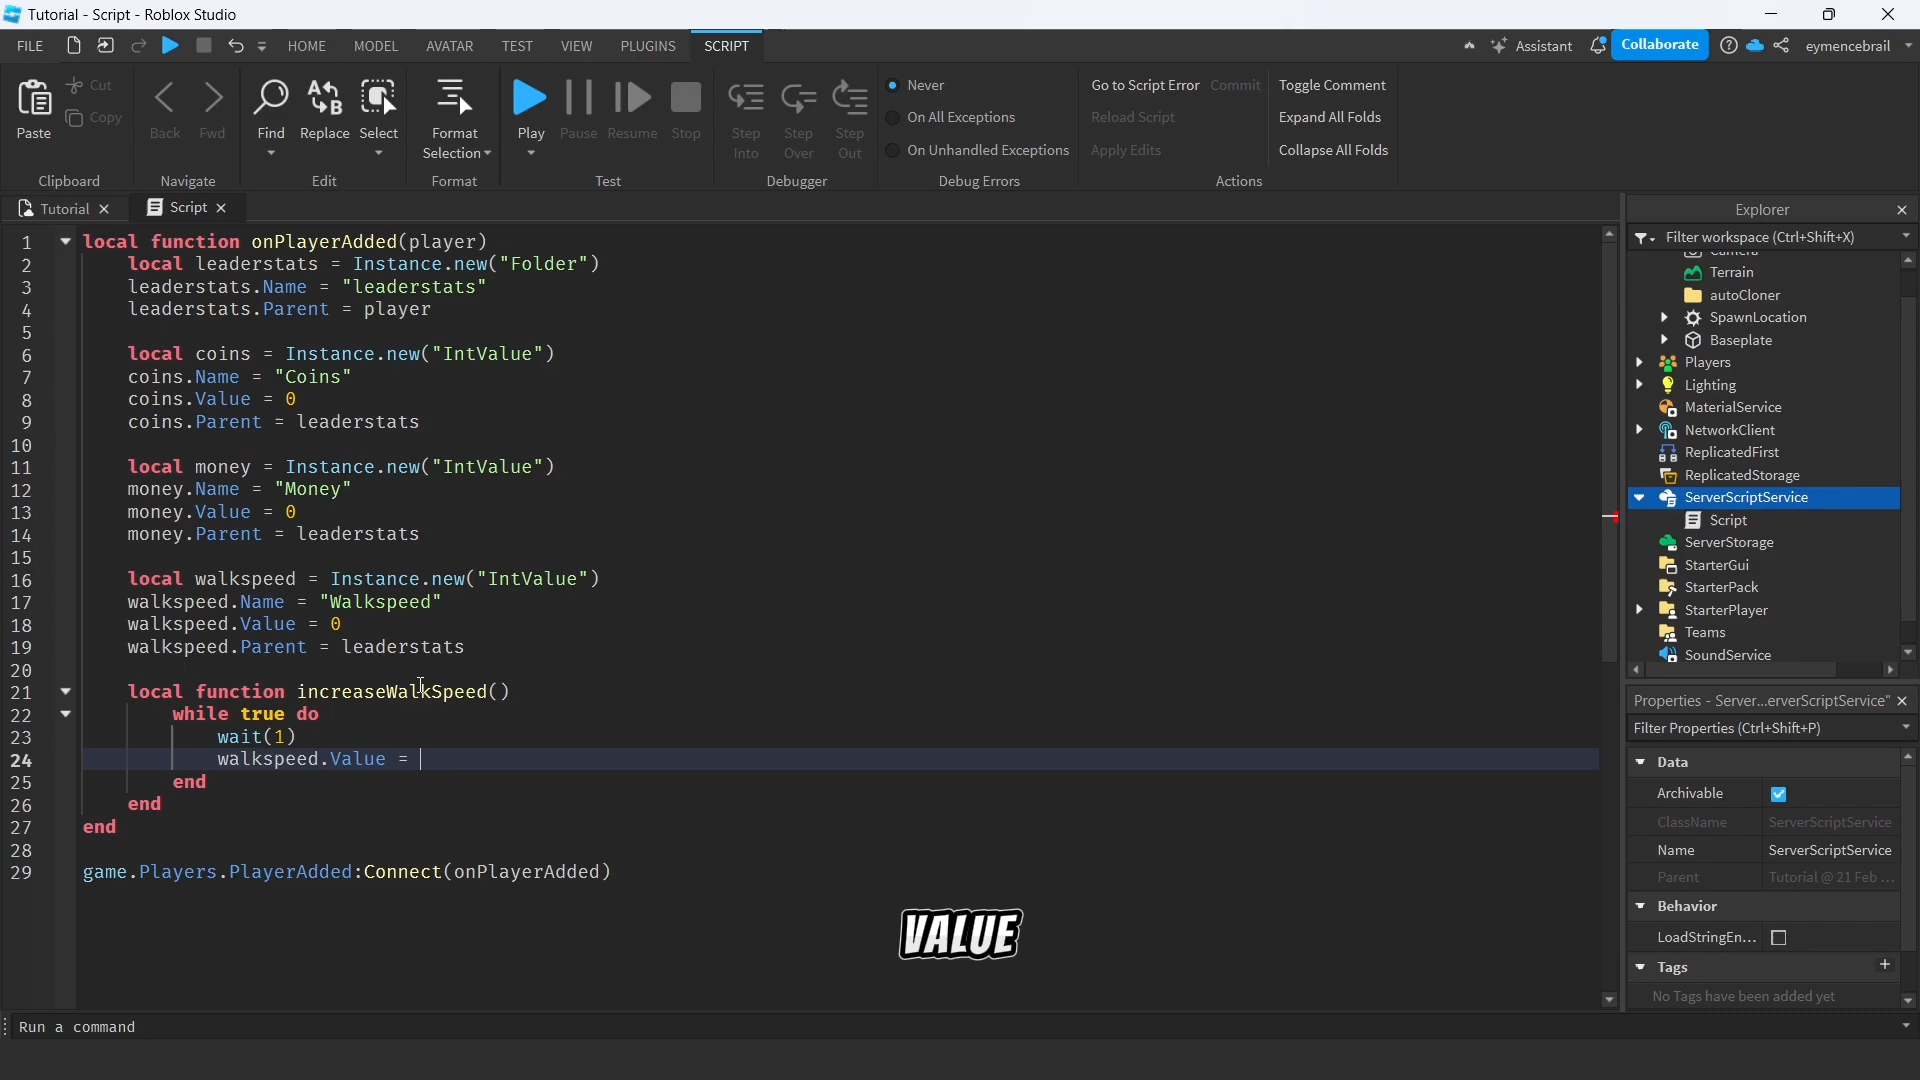 Tutorial - Script - Roblox Studio
FILE HOME MODEL AVATAR TEST VIEW PLUGINS SCRIPT Assistant Collaborate eymencebrail
Paste Cut Copy
Back Fwd
Find Replace Select
Format Selection
Play Pause Resume Stop
Step Into Step Over Step Out
Never
On All Exceptions
On Unhandled Exceptions
Go to Script Error Commit
Reload Script
Apply Edits
Toggle Comment
Expand All Folds
Collapse All Folds
Clipboard Navigate Edit Format Test Debugger Debug Errors Actions
Tutorial Script
1 local function onPlayerAdded(player)
2 local leaderstats = Instance.new("Folder")
3 leaderstats.Name = "leaderstats"
4 leaderstats.Parent = player
5
6 local coins = Instance.new("IntValue")
7 coins.Name = "Coins"
8 coins.Value = 0
9 coins.Parent = leaderstats
10
11 local money = Instance.new("IntValue")
12 money.Name = "Money"
13 money.Value = 0
14 money.Parent = leaderstats
15
16 local walkspeed = Instance.new("IntValue")
17 walkspeed.Name = "Walkspeed"
18 walkspeed.Value = 0
19 walkspeed.Parent = leaderstats
20
21 local function increaseWalkSpeed()
22 while true do
23 wait(1)
24 walkspeed.Value =
25 end
26 end
27 end
28
29 game.Players.PlayerAdded:Connect(onPlayerAdded)
VALUE
Explorer
Filter workspace (Ctrl+Shift+X)
Camera
Terrain
autoCloner
SpawnLocation
Baseplate
Players
Lighting
MaterialService
NetworkClient
ReplicatedFirst
ReplicatedStorage
ServerScriptService
Script
ServerStorage
StarterGui
StarterPack
StarterPlayer
Teams
SoundService
Properties - Server...erverScriptService"
Filter Properties (Ctrl+Shift+P)
Data
Archivable
ClassName ServerScriptService
Name ServerScriptService
Parent Tutorial @ 21 Feb ...
Behavior
LoadStringEn...
Tags +
No Tags have been added yet
Run a command